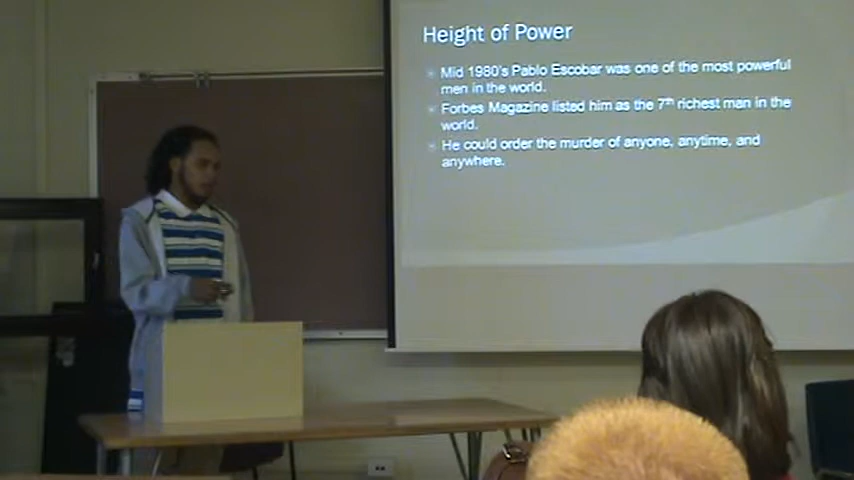 Height of Power
Mid 1980's Pablo Escobar was one of the most powerful
men in the world.
Forbes Magazine listed him as the 7th richest man in the
world.
He could order the murder of anyone, anytime, and
anywhere.